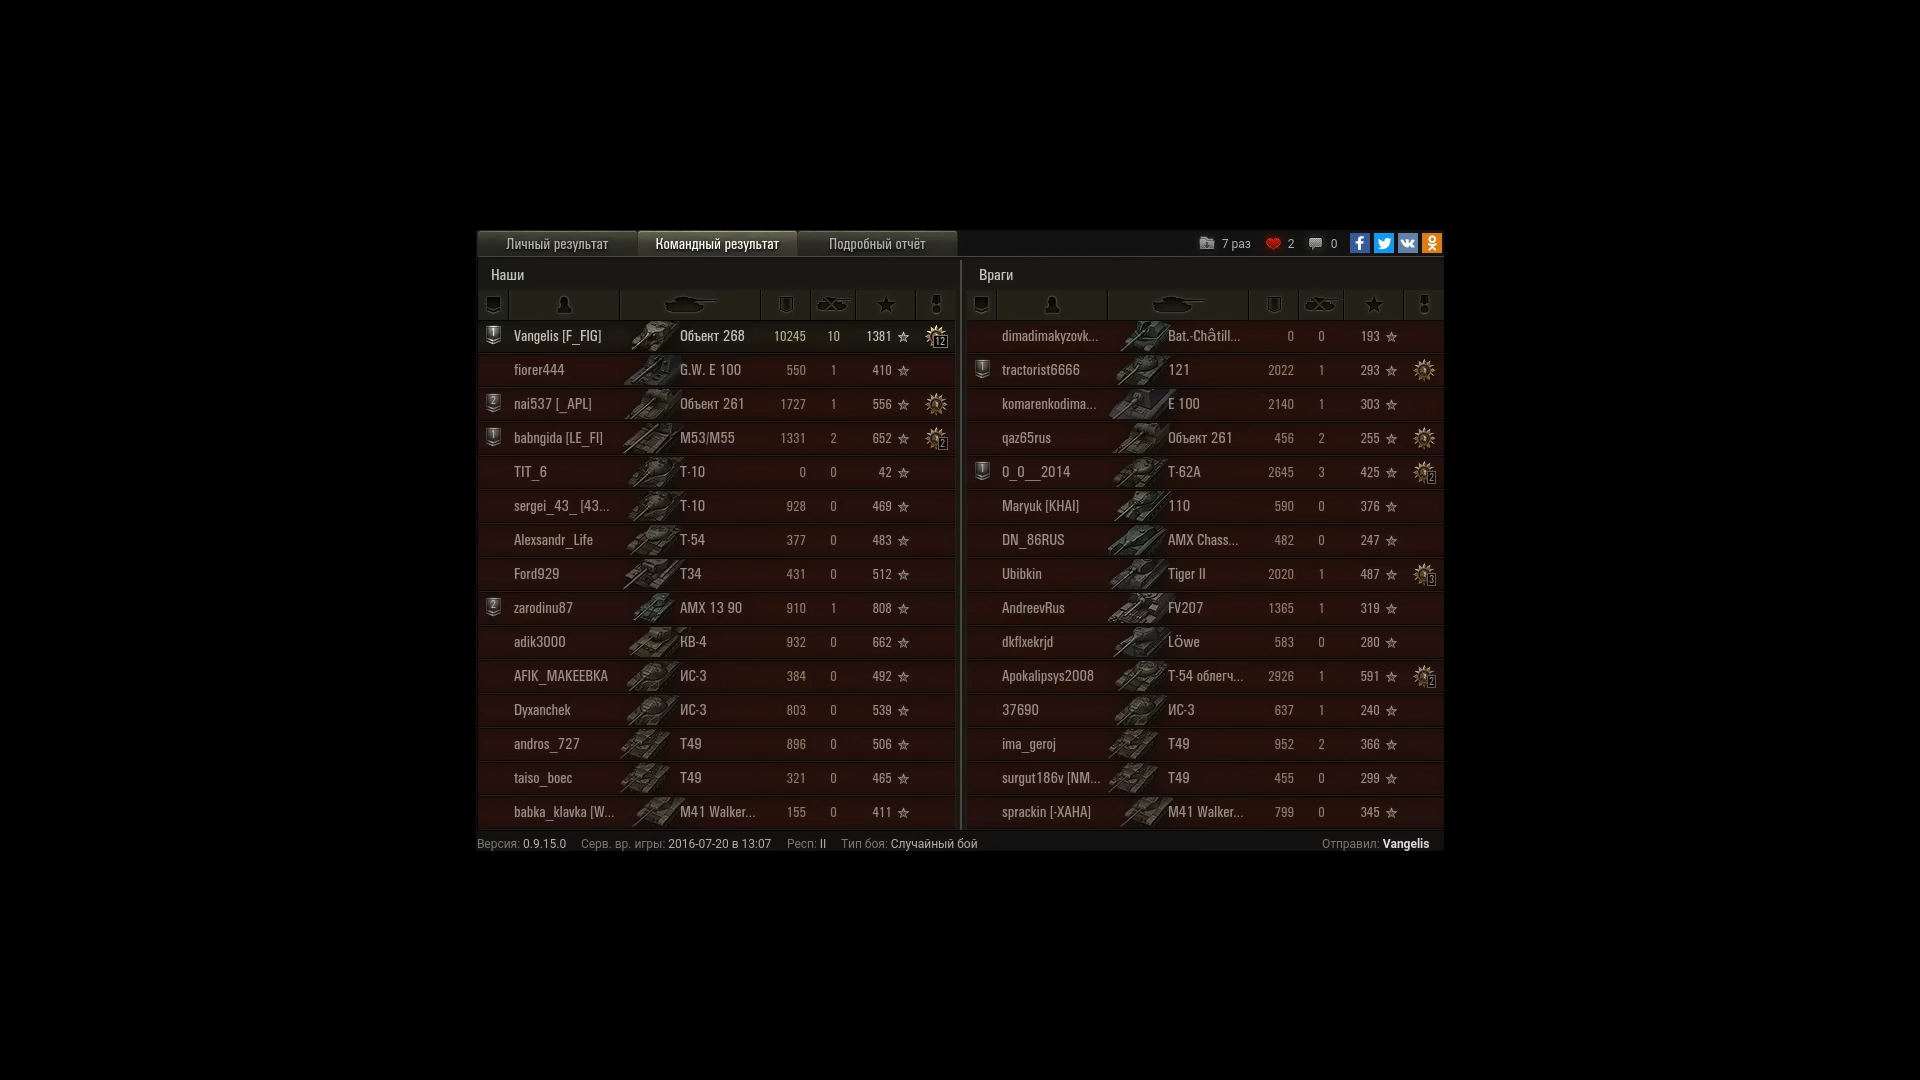 Личный результат Командный результат Подробный отчёт 7 раз 2 0
Наши Враги
1 Vangelis [F_FIG] Объект 268 10245 10 1381 12
dimadimakyzovk... Bat.-Châtill... 0 0 193
fiorer444 G.W. E 100 550 1 410
1 tractorist6666 121 2022 1 293
2 nai537 [_APL] Объект 261 1727 1 556
komarenkodima... E 100 2140 1 303
1 babngida [LE_FI] M53/M55 1331 2 652 2
qaz65rus Объект 261 456 2 255
TIT_6 Т-10 0 0 42
1 0_0__2014 Т-62А 2645 3 425 2
sergei_43_ [43... Т-10 928 0 469
Maryuk [KHAI] 110 590 0 376
Alexsandr_Life Т-54 377 0 483
DN_86RUS AMX Chass... 482 0 247
Ford929 T34 431 0 512
Ubibkin Tiger II 2020 1 487 3
2 zarodinu87 AMX 13 90 910 1 808
AndreevRus FV207 1365 1 319
adik3000 КВ-4 932 0 662
dkflxekrjd Löwe 583 0 280
AFIK_MAKEEBKA ИС-3 384 0 492
Apokalipsys2008 Т-54 облегч... 2926 1 591 2
Dyxanchek ИС-3 803 0 539
37690 ИС-3 637 1 240
andros_727 T49 896 0 506
ima_geroj T49 952 2 366
taiso_boec T49 321 0 465
surgut186v [NM... T49 455 0 299
babka_klavka [W... M41 Walker... 155 0 411
sprackin [-XAHA] M41 Walker... 799 0 345
Версия: 0.9.15.0 Серв. вр. игры: 2016-07-20 в 13:07 Респ: II Тип боя: Случайный бой Отправил: Vangelis